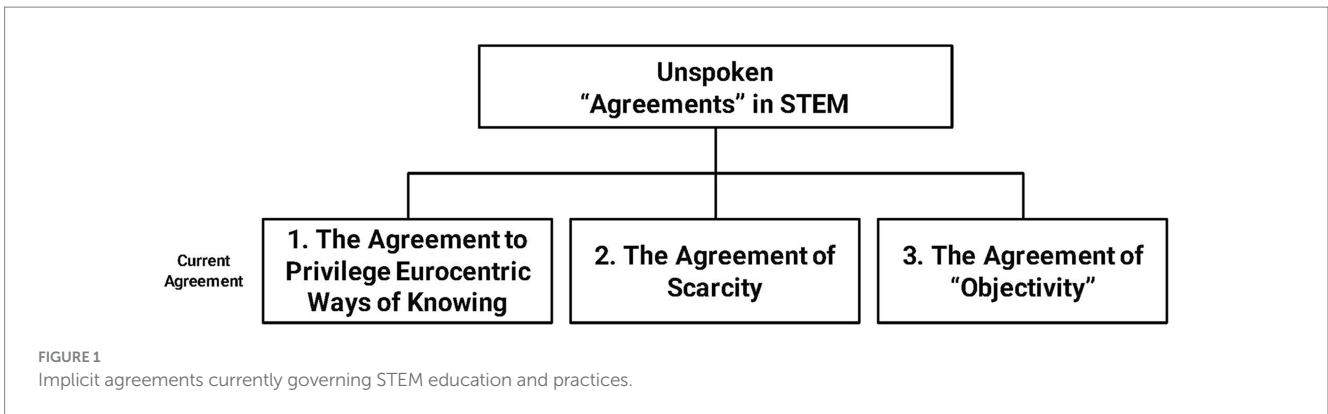 Unspoken
“Agreements” in STEM
Current
Agreement
1. The Agreement to
Privilege Eurocentric
Ways of Knowing
2. The Agreement of
Scarcity
3. The Agreement of
“Objectivity”
FIGURE 1
Implicit agreements currently governing STEM education and practices.